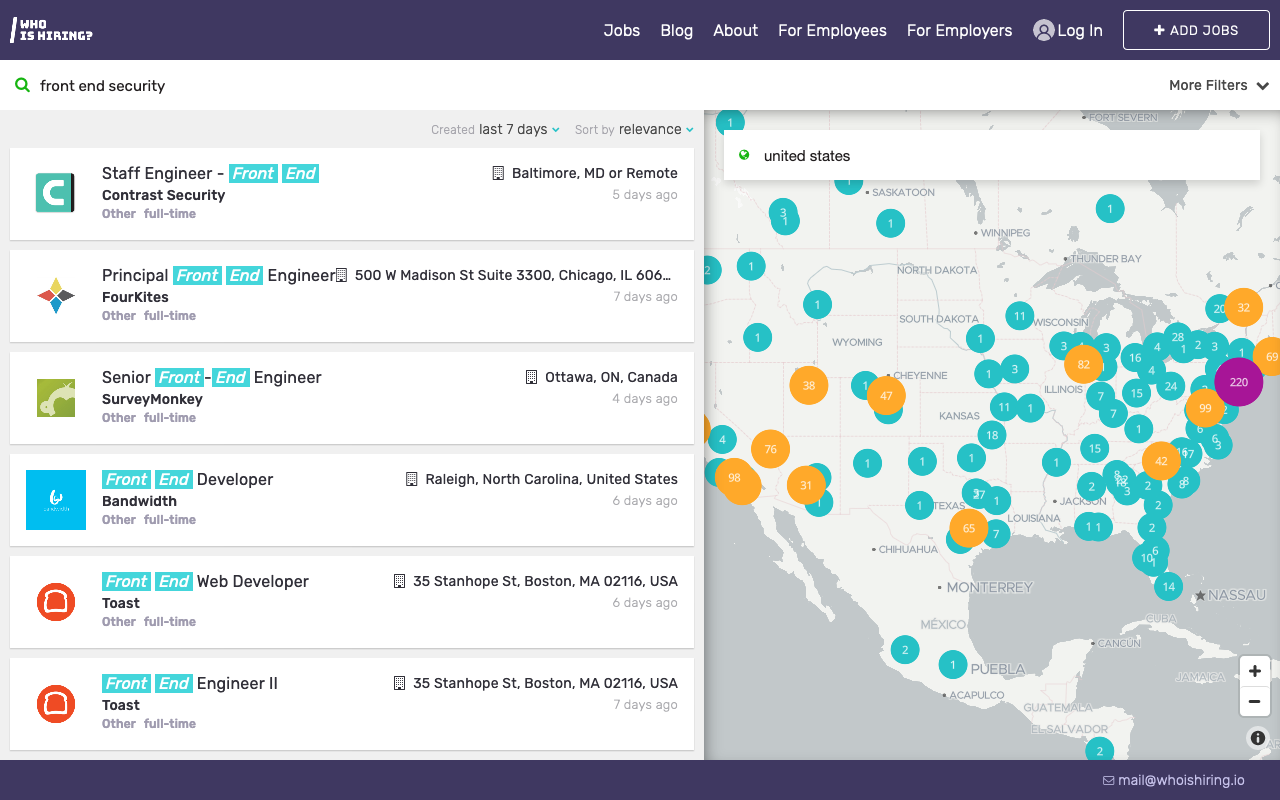 WHO
IS HIRING?
Jobs
Blog
About
For Employees
For Employers
Log In
ADD JOBS
front end security
More Filters
Created last 7 days
Sort by relevance
Staff Engineer - Front End
Baltimore, MD or Remote
Contrast Security
5 days ago
Other full-time
Principal Front End Engineer
500 W Madison St Suite 3300, Chicago, IL 606...
FourKites
7 days ago
Other full-time
Senior Front-End Engineer
Ottawa, ON, Canada
SurveyMonkey
4 days ago
Other full-time
Front End Developer
Raleigh, North Carolina, United States
Bandwidth
6 days ago
Other full-time
Front End Web Developer
35 Stanhope St, Boston, MA 02116, USA
Toast
6 days ago
Other full-time
Front End Engineer II
35 Stanhope St, Boston, MA 02116, USA
Toast
7 days ago
Other full-time
1
FORT SEVERN
united states
1
SASKATOON
3
1
1
1
WINNIPEG
THUNDER BAY
2
1
NORTH DAKOTA
1
11
SOUTH DAKOTA
WISCONSIN
20
32
1
WYOMING
1
3
3
16
4
28
1
2
3
1
69
82
38
1
47
CHEYENNE
1
3
ILLINOIS
4
24
220
7
15
99
2
KANSAS
11
1
7
1
6
6
3
4
18
76
15
42
17
98
31
1
1
1
1
1
2
8
3
2
8
8
1
1
TEXAS
27
1
JACKSON
2
LOUISIANA
65
7
1
1
2
CHIHUAHUA
10
6
1
14
MONTERREY
NASSAU
MÉXICO
CUBA
2
1
CANCÚN
PUEBLA
JAMAICA
ACAPULCO
GUATEMALA
EL SALVADOR
2
mail@whoishiring.io